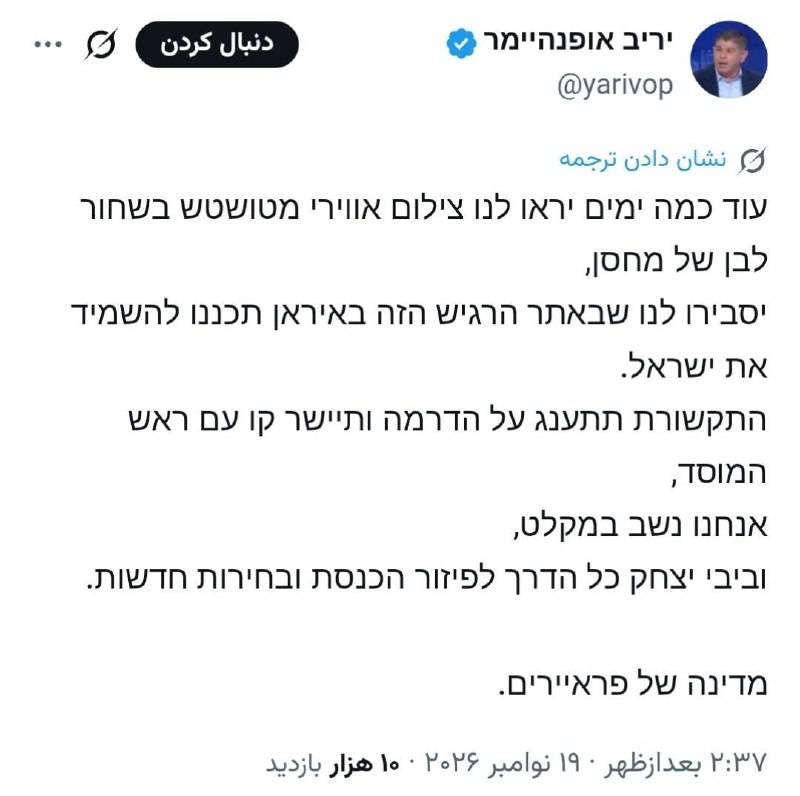 יריב אופנהיימר
@yarivop
دنبال کردن
نشان دادن ترجمه
עוד כמה ימים יראו לנו צילום אווירי מטושטש בשחור
לבן של מחסן,
יסבירו לנו שבאתר הרגיש הזה באיראן תכננו להשמיד
את ישראל.
התקשורת תתענג על הדרמה ותיישר קו עם ראש
המוסד,
אנחנו נשב במקלט,
וביבי יצחק כל הדרך לפיזור הכנסת ובחירות חדשות.
מדינה של פראיירים.
۲:۳۷ بعدازظهر · ۱۹ نوامبر ۲۰۲۶ · ۱۰ هزار بازدید